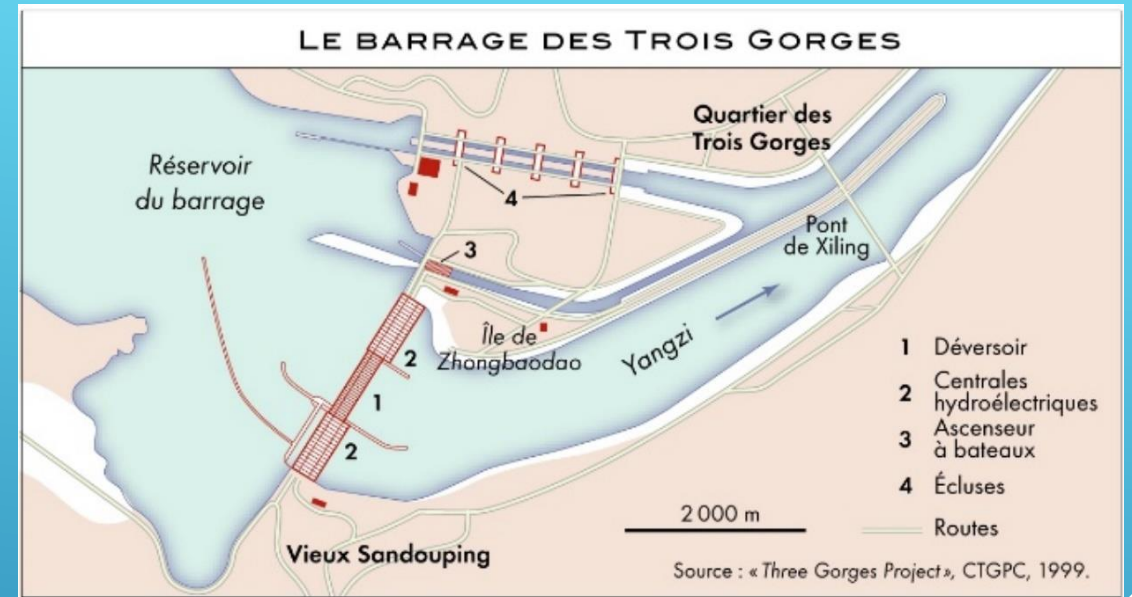 LE BARRAGE DES TROIS GORGES
Quartier des
Trois Gorges
Réservoir
du barrage
4
Pont
de Xiling
3
Île de
Zhongbaodao
Yangzi
2
1
2
1 Déversoir
2 Centrales
hydroélectriques
3 Ascenseur
à bateaux
4 Écluses
2 000 m
Routes
Vieux Sandouping
Source : « Three Gorges Project », CTGPC, 1999.